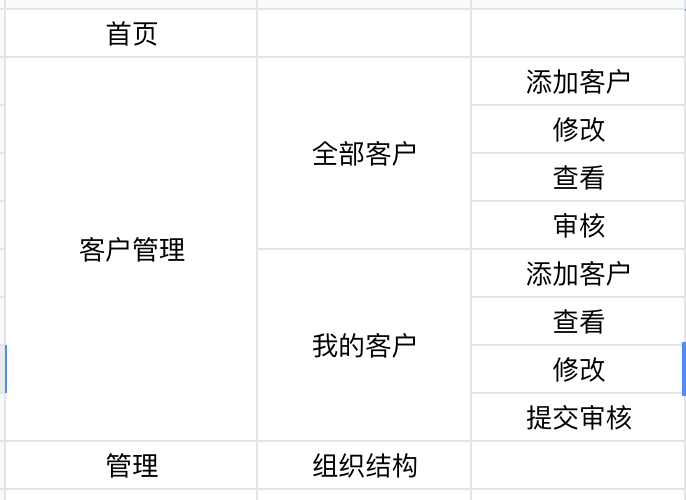 首页
客户管理
全部客户
添加客户
修改
查看
审核
我的客户
添加客户
查看
修改
提交审核
管理
组织结构